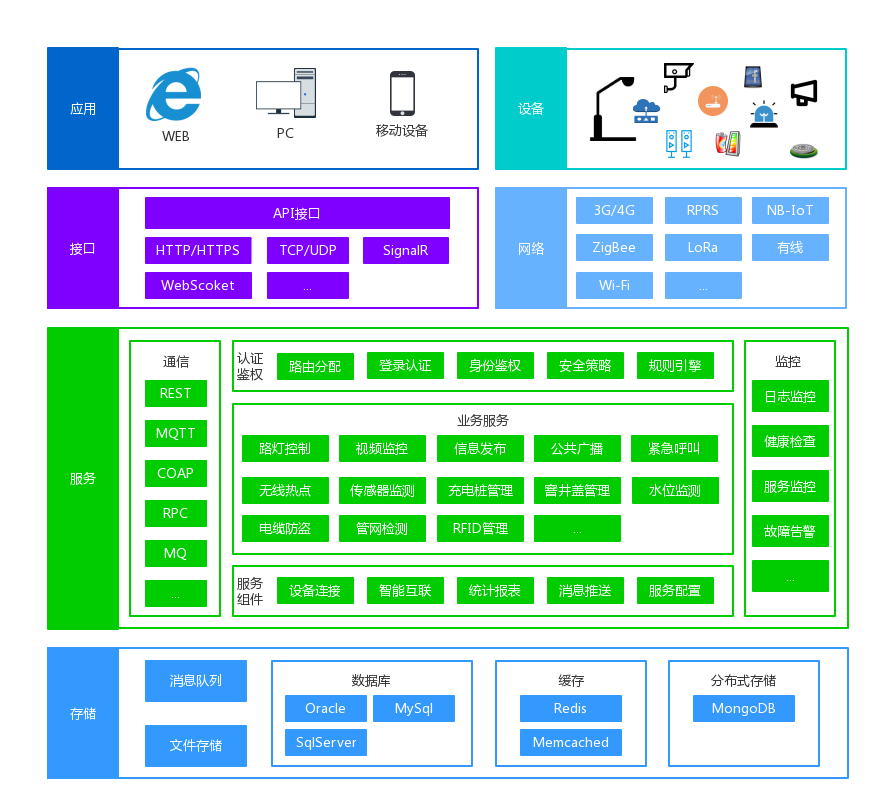 应用
WEB
PC
移动设备
设备
接口
API接口
HTTP/HTTPS
TCP/UDP
SignalR
WebScoket
...
网络
3G/4G
RPRS
NB-IoT
ZigBee
LoRa
有线
Wi-Fi
...
服务
通信
REST
MQTT
COAP
RPC
MQ
...
认证
鉴权
路由分配
登录认证
身份鉴权
安全策略
规则引擎
业务服务
路灯控制
视频监控
信息发布
公共广播
紧急呼叫
无线热点
传感器监测
充电桩管理
窨井盖管理
水位监测
电缆防盗
管网检测
RFID管理
...
服务
组件
设备连接
智能互联
统计报表
消息推送
服务配置
监控
日志监控
健康检查
服务监控
故障告警
...
存储
消息队列
文件存储
数据库
Oracle
MySql
SqlServer
缓存
Redis
Memcached
分布式存储
MongoDB